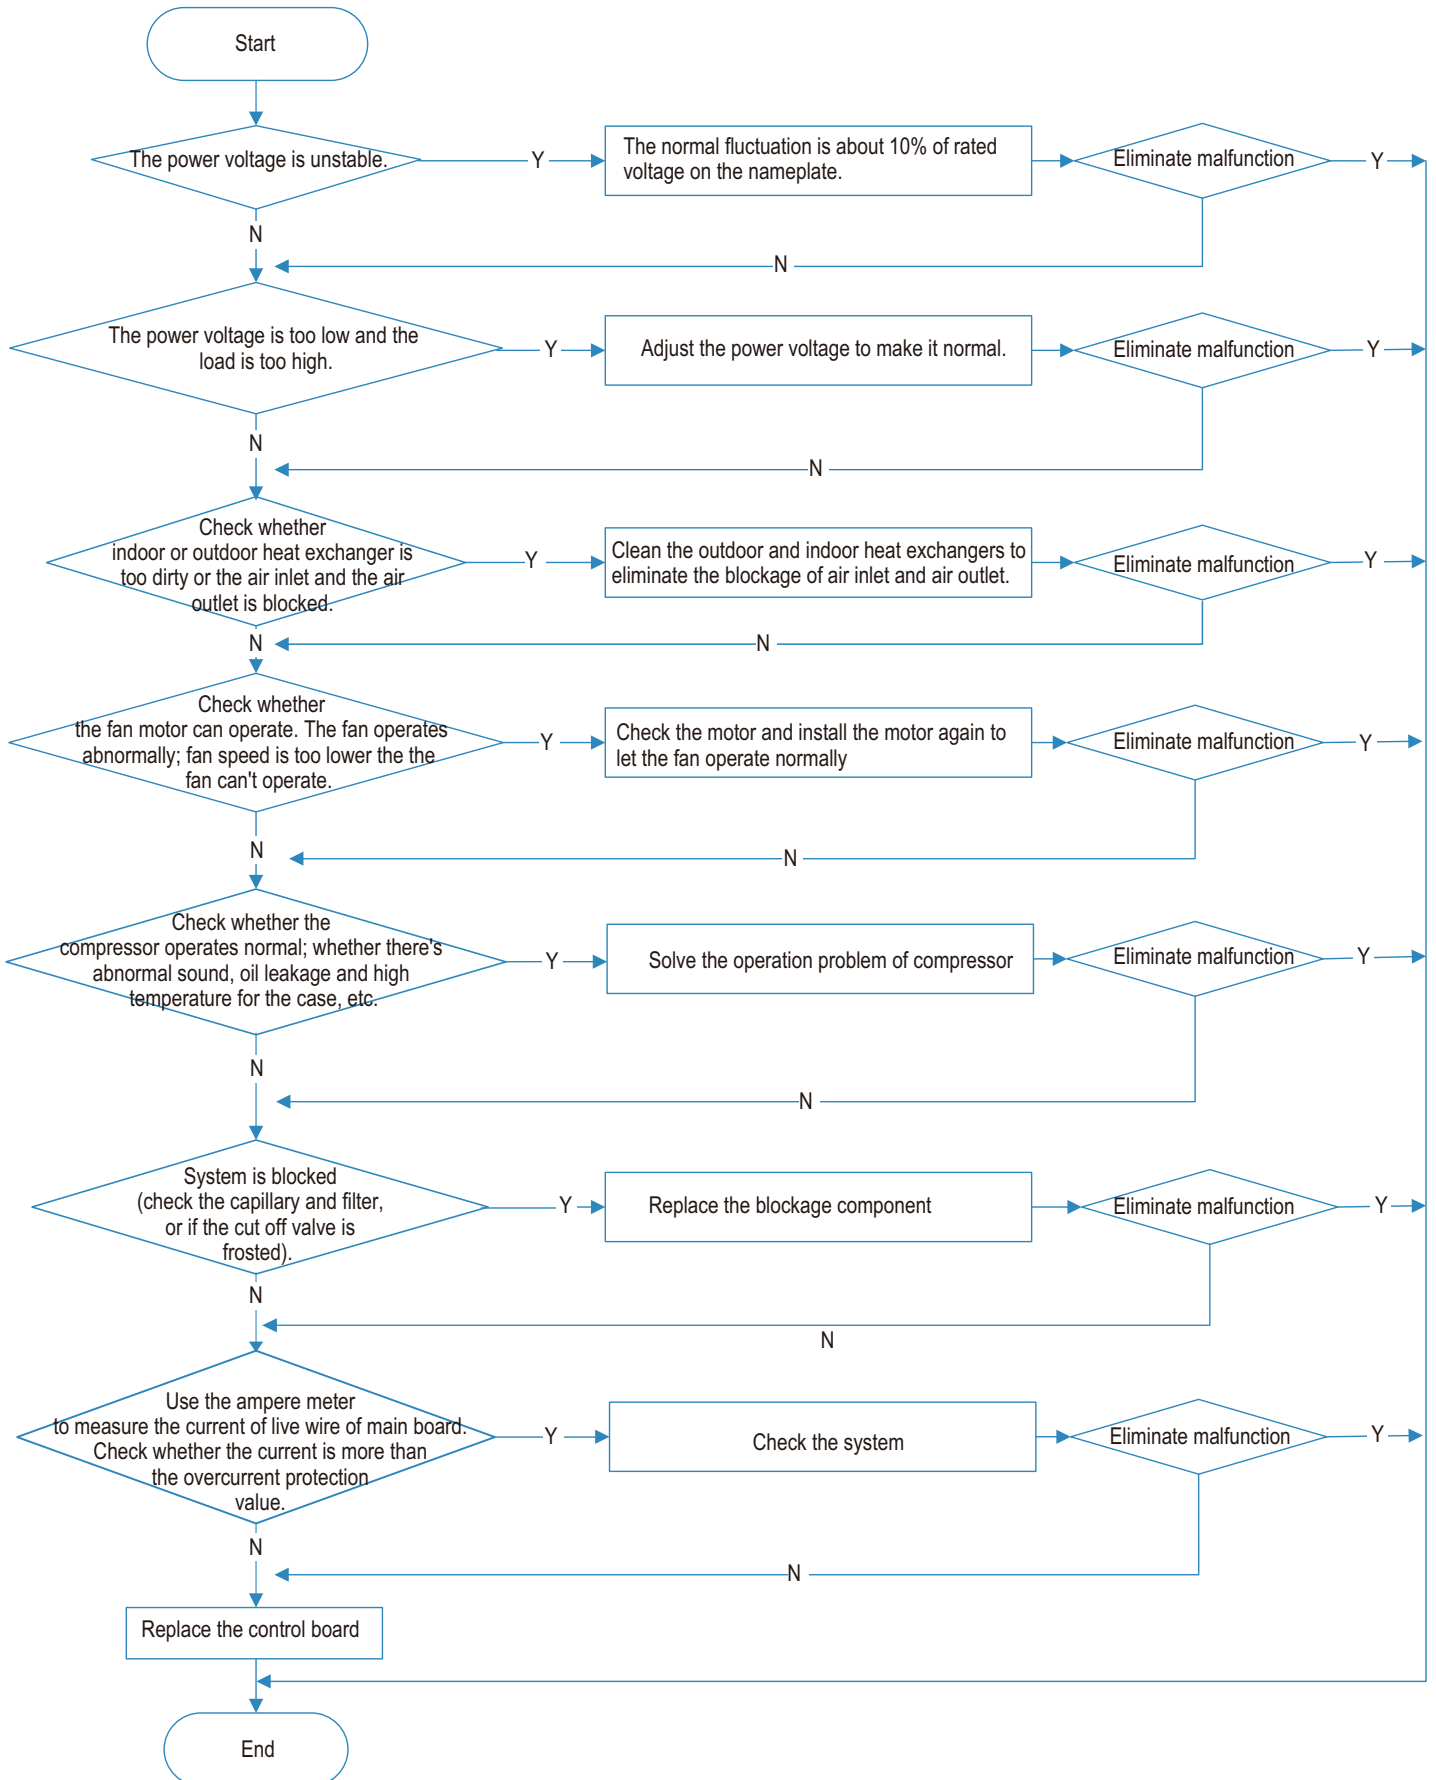 Start
The power voltage is unstable.
Y
The normal fluctuation is about 10% of rated
voltage on the nameplate.
Eliminate malfunction
Y
N
N
The power voltage is too low and the
load is too high.
Y
Adjust the power voltage to make it normal.
Eliminate malfunction
Y
N
N
Check whether
indoor or outdoor heat exchanger is
too dirty or the air inlet and the air
outlet is blocked.
Y
Clean the outdoor and indoor heat exchangers to
eliminate the blockage of air inlet and air outlet.
Eliminate malfunction
Y
N
N
Check whether
the fan motor can operate. The fan operates
abnormally; fan speed is too lower the the
fan can't operate.
Y
Check the motor and install the motor again to
let the fan operate normally
Eliminate malfunction
Y
N
N
Check whether the
compressor operates normal; whether there's
abnormal sound, oil leakage and high
temperature for the case, etc.
Y
Solve the operation problem of compressor
Eliminate malfunction
Y
N
N
System is blocked
(check the capillary and filter,
or if the cut off valve is
frosted).
Y
Replace the blockage component
Eliminate malfunction
Y
N
N
Use the ampere meter
to measure the current of live wire of main board.
Check whether the current is more than
the overcurrent protection
value.
Y
Check the system
Eliminate malfunction
Y
N
N
Replace the control board
End